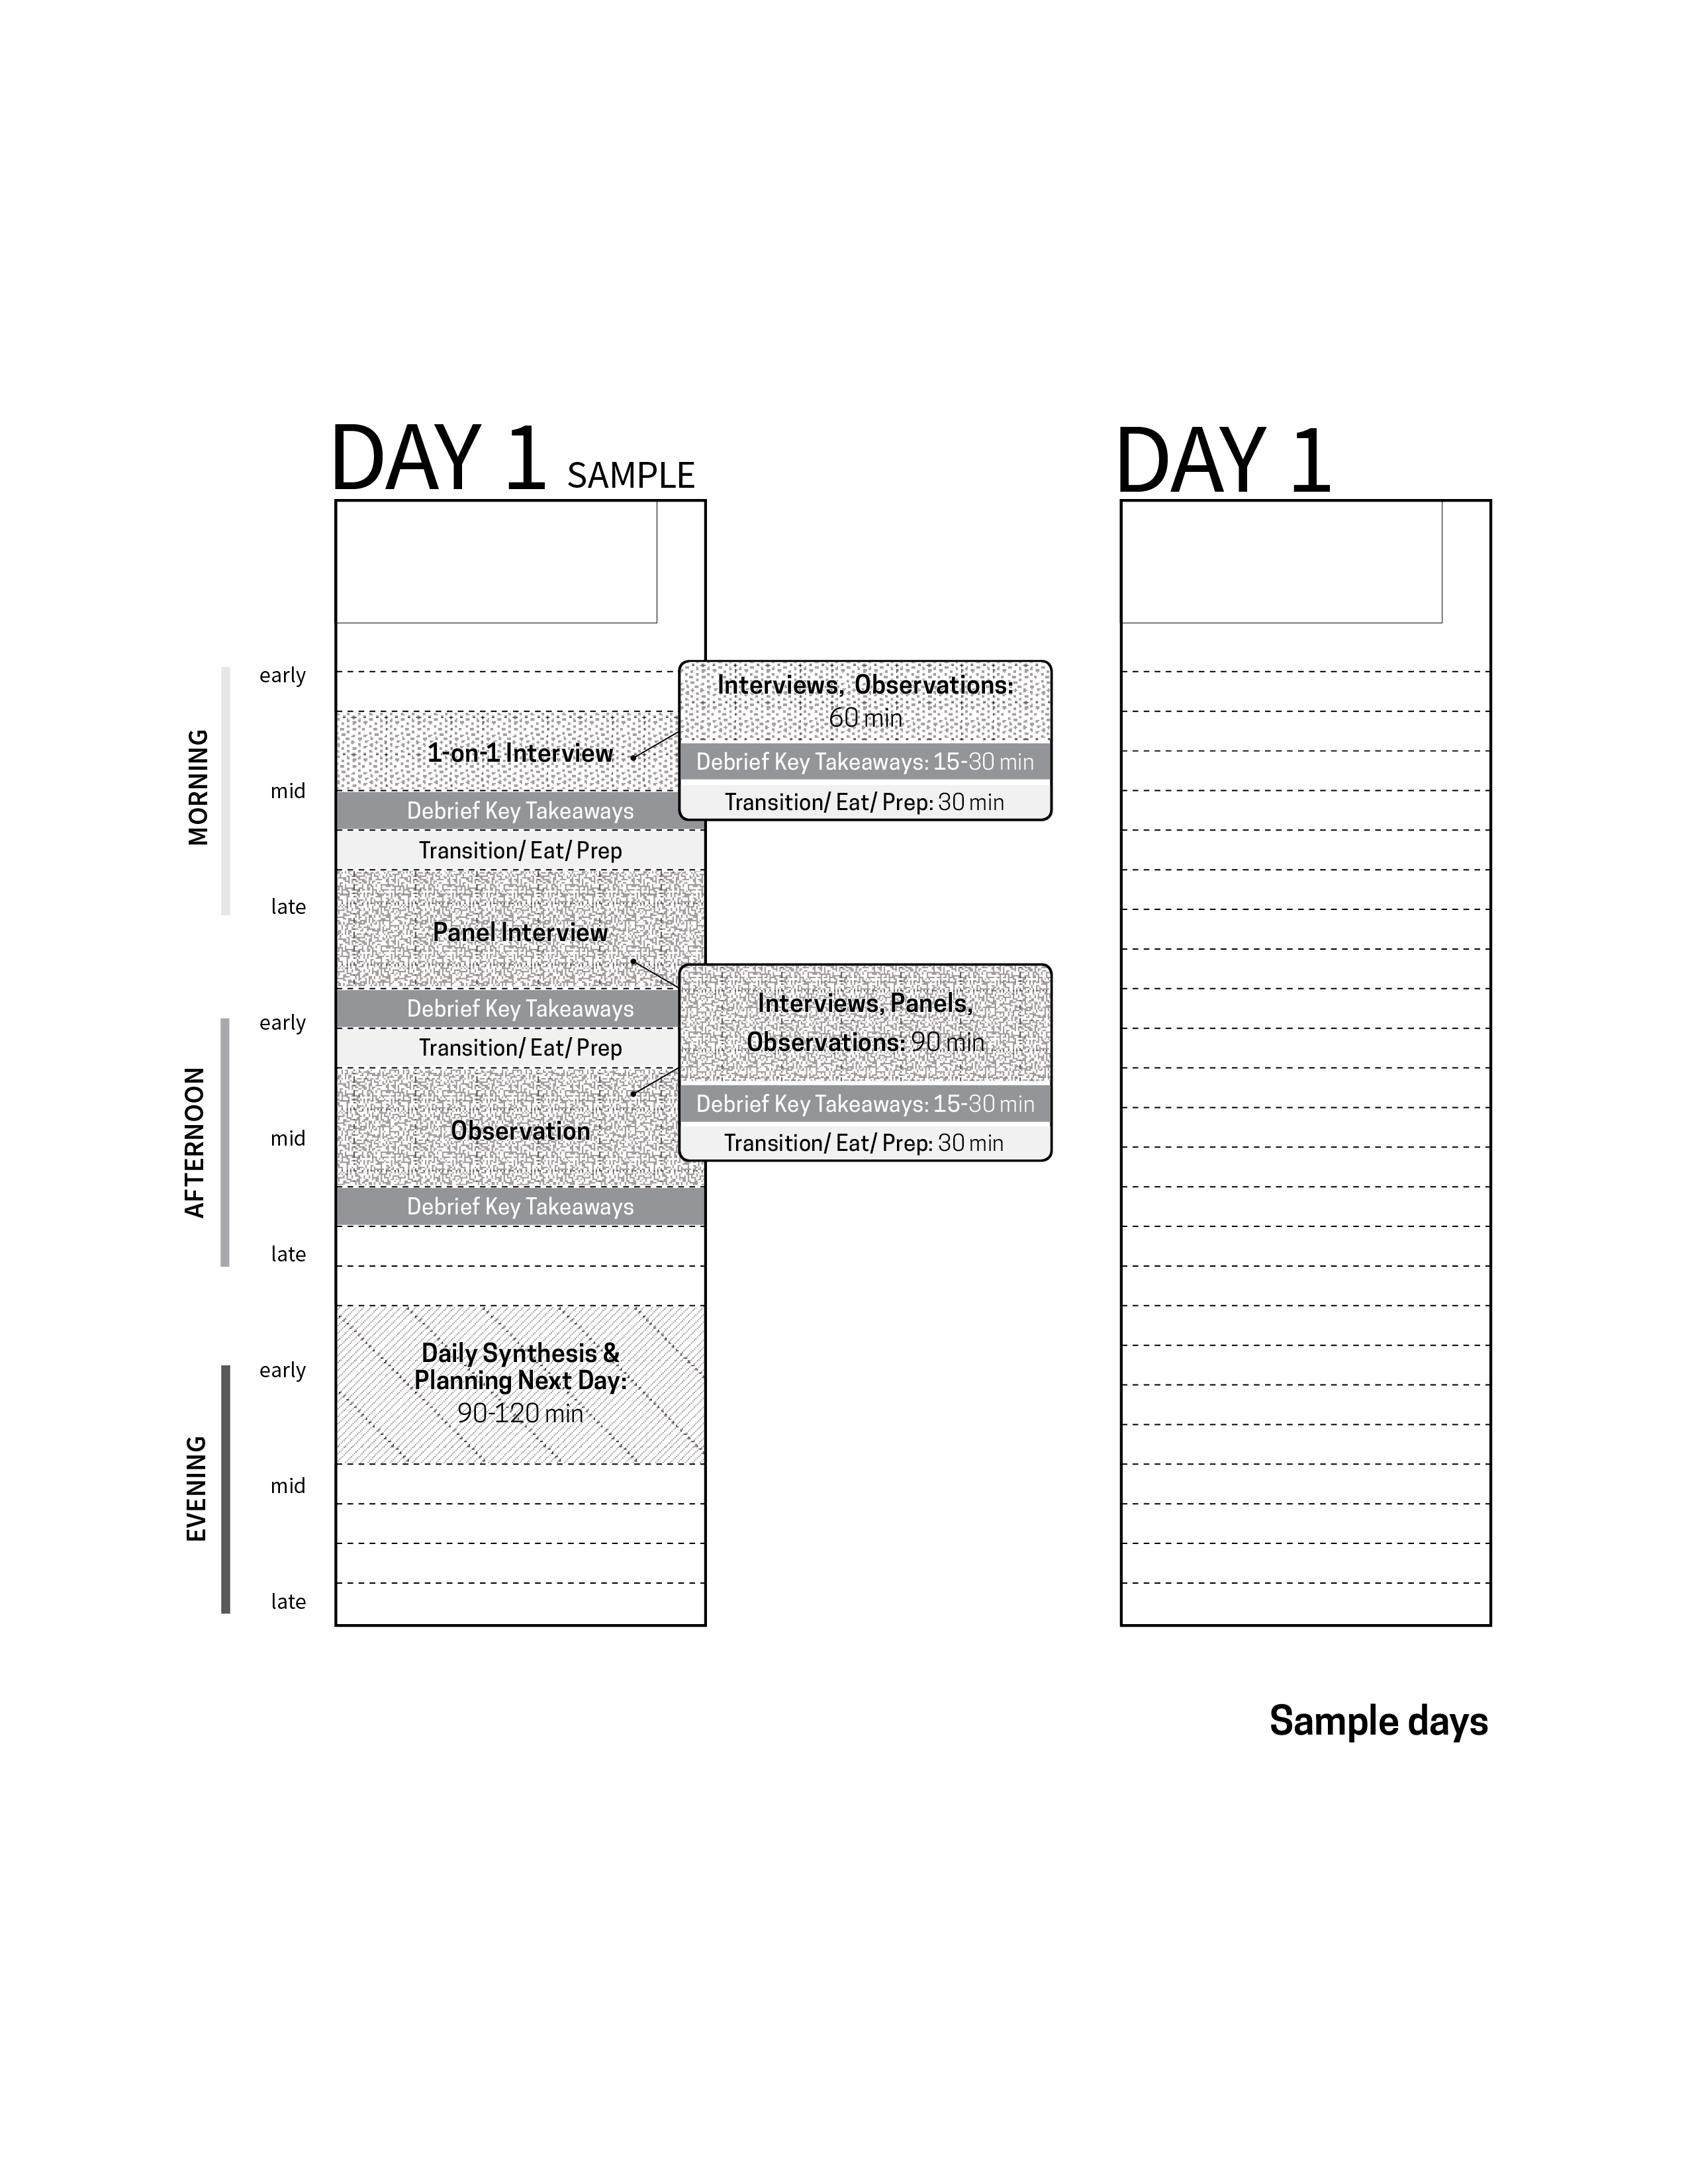 DAY 1 SAMPLE
DAY 1
MORNING
early
mid
late
AFTERNOON
early
mid
late
EVENING
early
mid
late
1-on-1 Interview
Debrief Key Takeaways
Transition/ Eat/ Prep
Panel Interview
Debrief Key Takeaways
Transition/ Eat/ Prep
Observation
Debrief Key Takeaways
Daily Synthesis &
Planning Next Day:
90-120 min
Interviews, Observations:
60 min
Debrief Key Takeaways: 15-30 min
Transition/ Eat/ Prep: 30 min
Interviews, Panels,
Observations: 90 min
Debrief Key Takeaways: 15-30 min
Transition/ Eat/ Prep: 30 min
Sample days